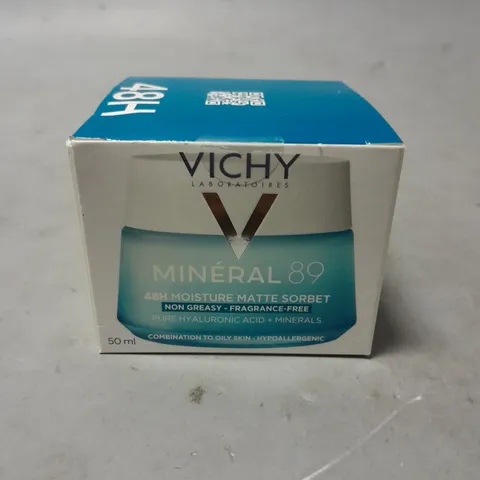 48H
VICHY
LABORATOIRES
MINÉRAL 89
48H MOISTURE MATTE SORBET
NON GREASY - FRAGRANCE-FREE
PURE HYALURONIC ACID + MINERALS
COMBINATION TO OILY SKIN - HYPOALLERGENIC
50 ml